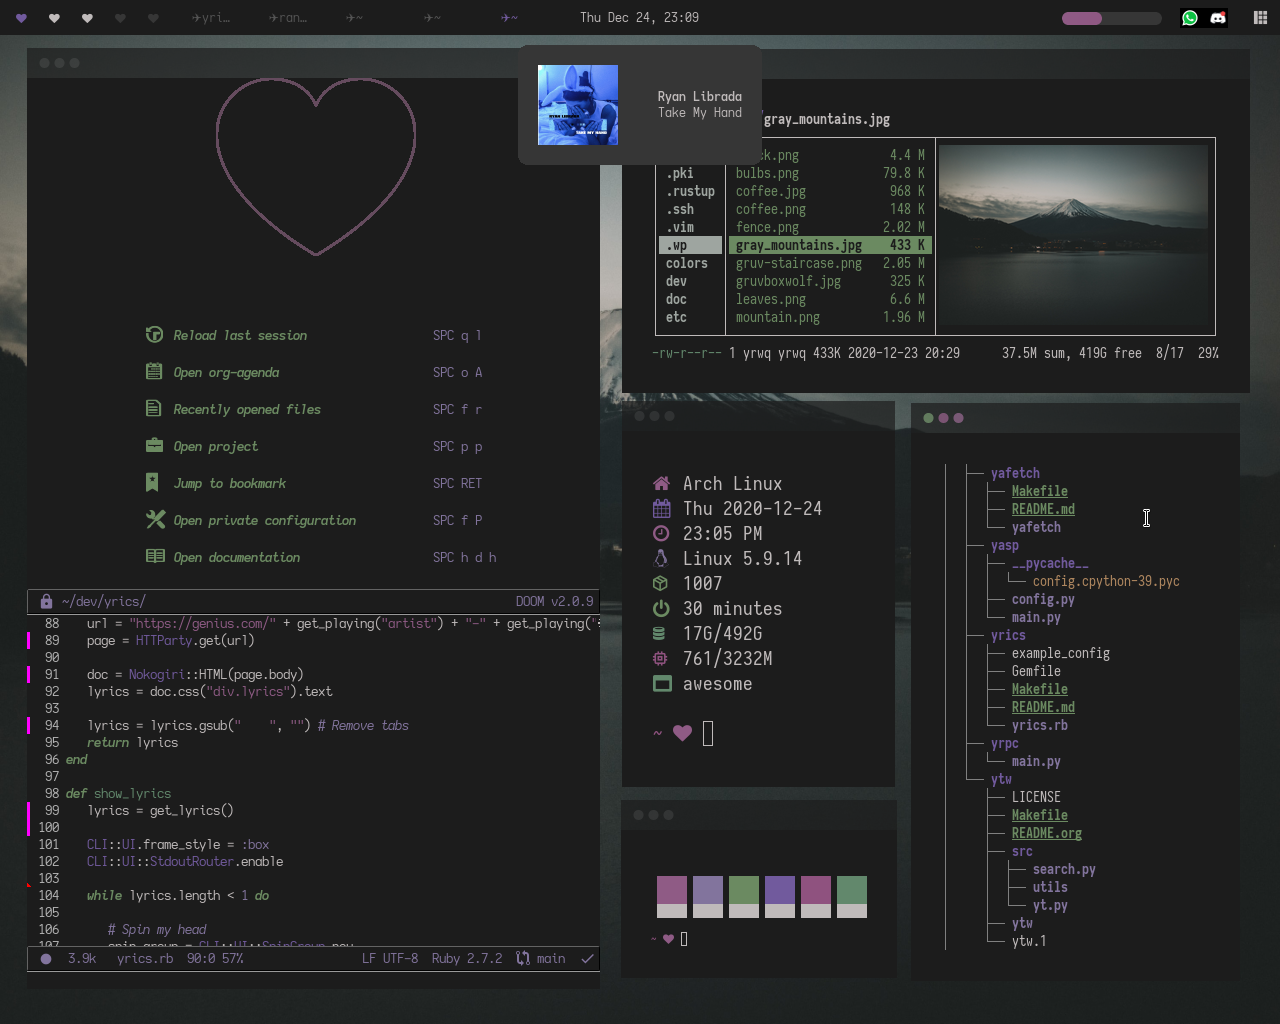 yri…
ran…
~
~
~
Thu Dec 24, 23:09
Ryan Librada
Take My Hand
RYAN LIBRADA
TAKE MY HAND
Reload last session SPC q l
Open org-agenda SPC o A
Recently opened files SPC f r
Open project SPC p p
Jump to bookmark SPC RET
Open private configuration SPC f P
Open documentation SPC h d h
~/dev/yrics/ DOOM v2.0.9
88 url = "https://genius.com/" + get_playing("artist") + "-" + get_playing("
89 page = HTTParty.get(url)
90
91 doc = Nokogiri::HTML(page.body)
92 lyrics = doc.css("div.lyrics").text
93
94 lyrics = lyrics.gsub("    ", "") # Remove tabs
95 return lyrics
96 end
97
98 def show_lyrics
99 lyrics = get_lyrics()
100
101 CLI::UI.frame_style = :box
102 CLI::UI::StdoutRouter.enable
103
104 while lyrics.length < 1 do
105
106 # Spin my head
107 spin_group = CLI::UI::SpinGroup.new
3.9k yrics.rb 90:0 57% LF UTF-8 Ruby 2.7.2 main
/gray_mountains.jpg
ck.png 4.4 M
.pki bulbs.png 79.8 K
.rustup coffee.jpg 968 K
.ssh coffee.png 148 K
.vim fence.png 2.02 M
.wp gray_mountains.jpg 433 K
colors gruv-staircase.png 2.05 M
dev gruvboxwolf.jpg 325 K
doc leaves.png 6.6 M
etc mountain.png 1.96 M
-rw-r--r-- 1 yrwq yrwq 433K 2020-12-23 20:29 37.5M sum, 419G free 8/17 29%
Arch Linux
Thu 2020-12-24
23:05 PM
Linux 5.9.14
1007
30 minutes
17G/492G
761/3232M
awesome
~
~
yafetch
Makefile
README.md
yafetch
yasp
__pycache__
config.cpython-39.pyc
config.py
main.py
yrics
example_config
Gemfile
Makefile
README.md
yrics.rb
yrpc
main.py
ytw
LICENSE
Makefile
README.org
src
search.py
utils
yt.py
ytw
ytw.1